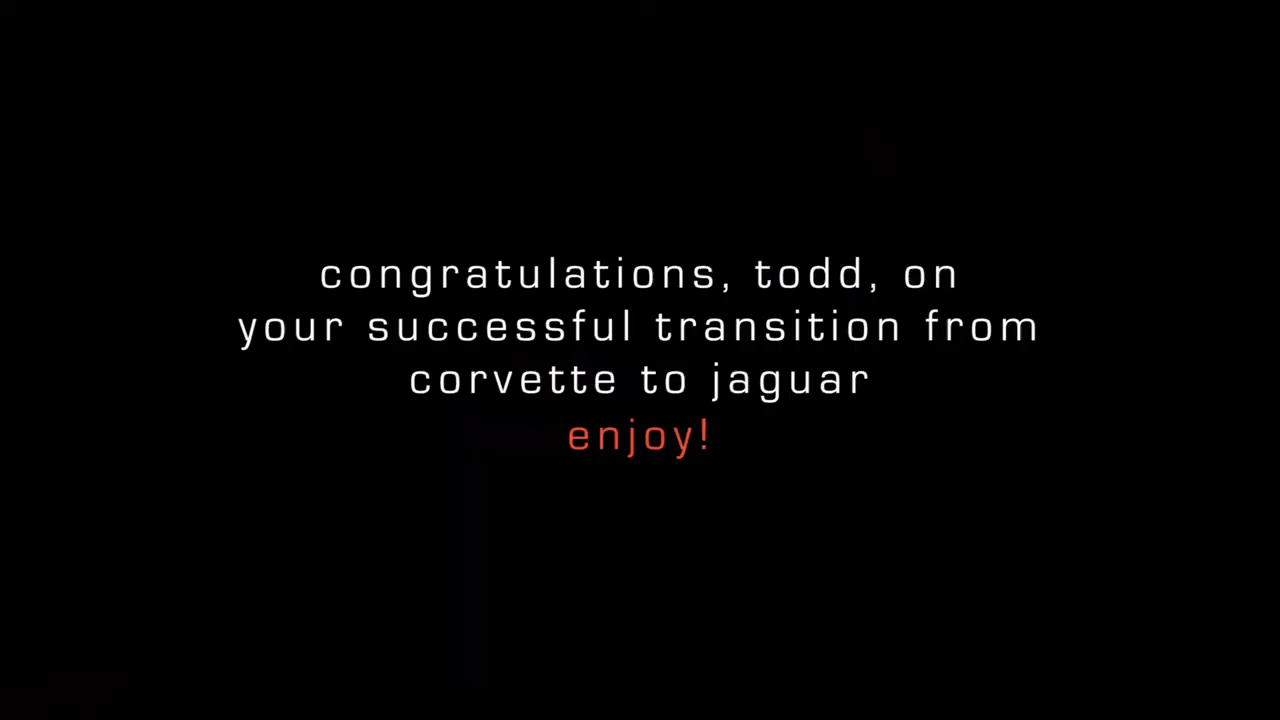 congratulations, todd, on
your successful transition from
corvette to jaguar
enjoy!